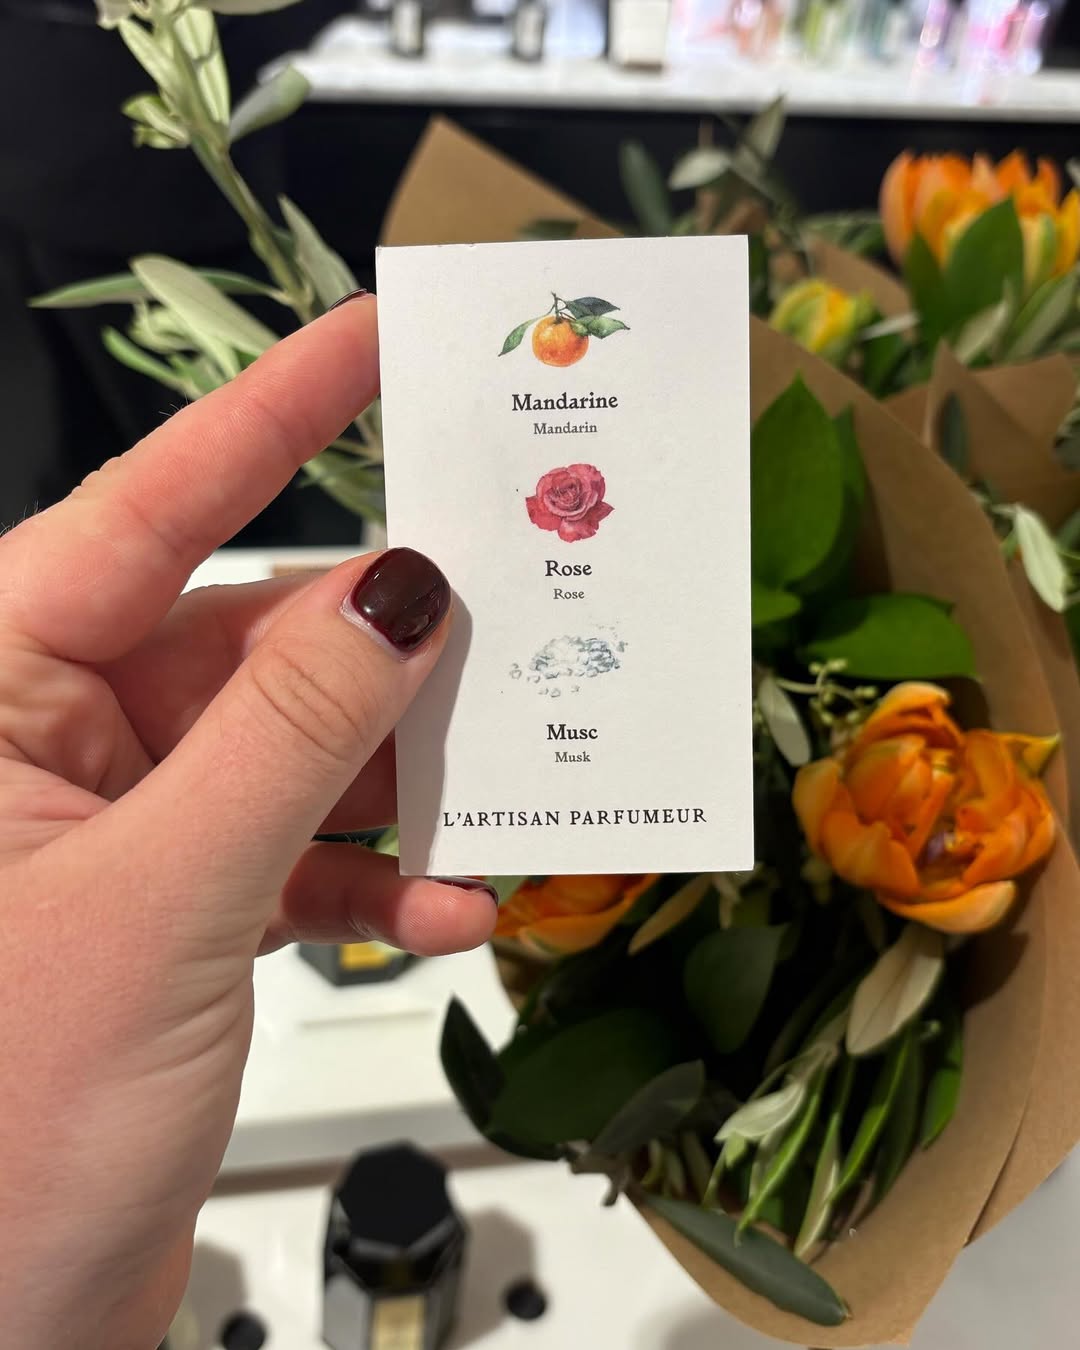 Mandarine
Mandarin
Rose
Rose
Musc
Musk
L'ARTISAN PARFUMEUR